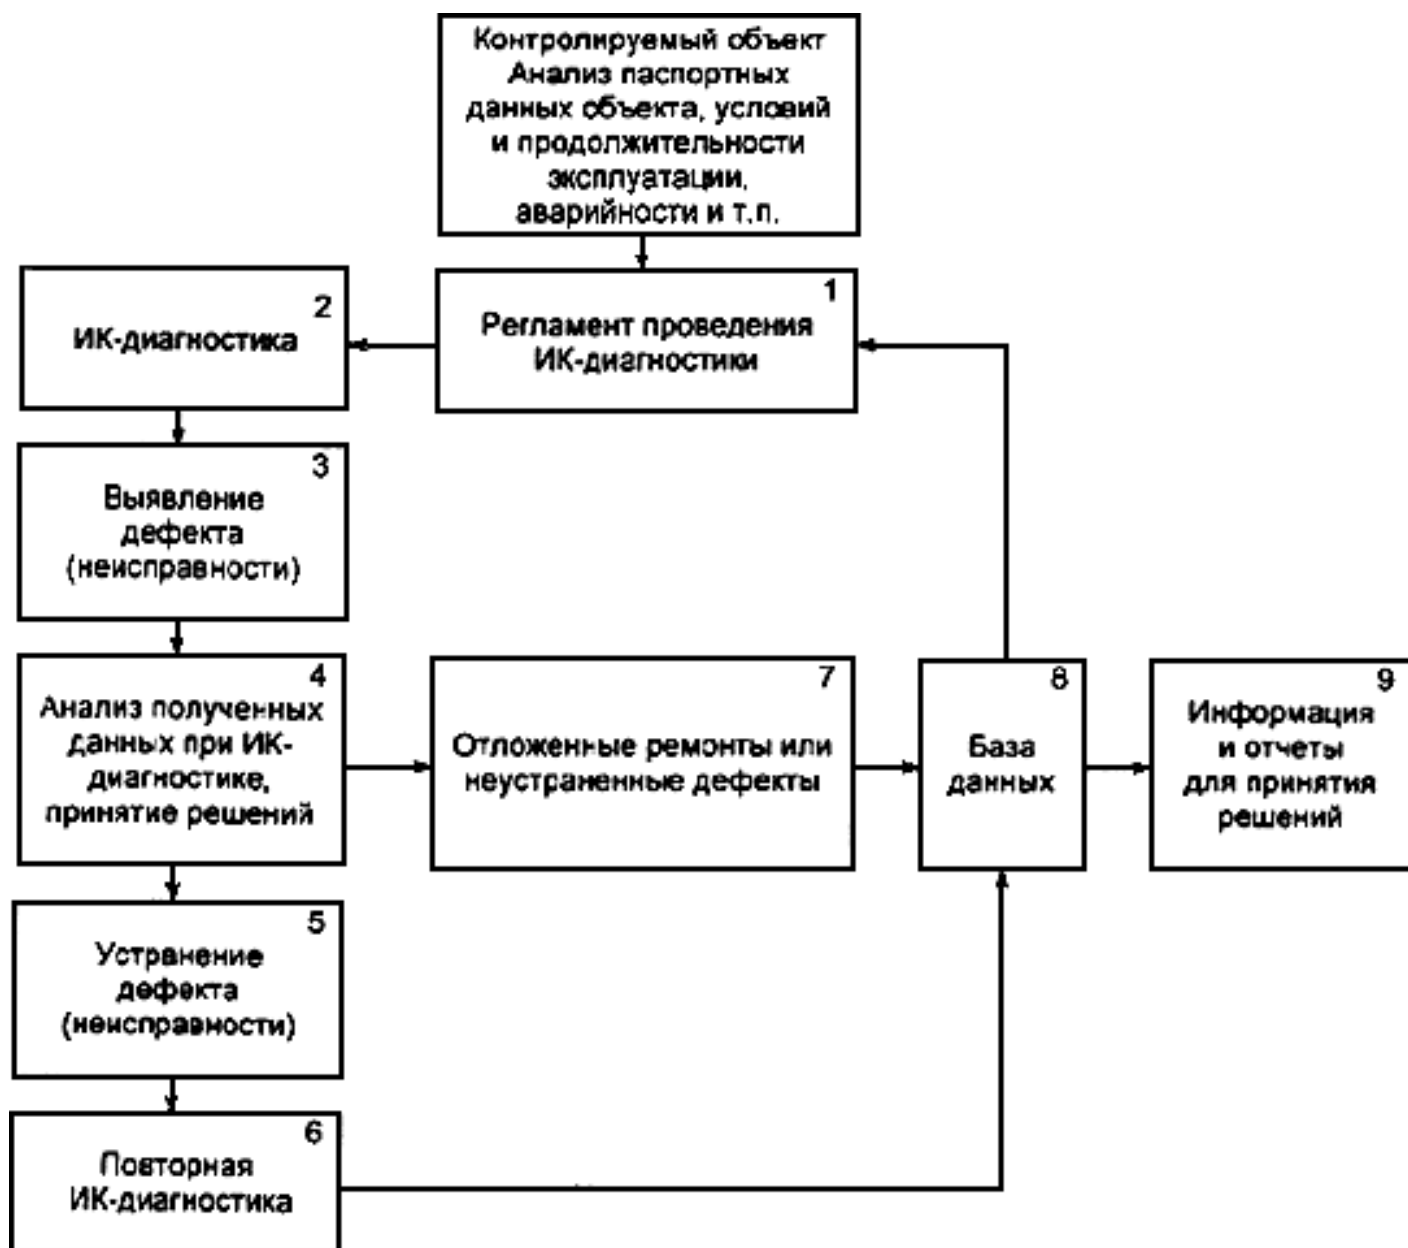 Контролируемый объект
Анализ паспортных
данных объекта, условий
и продолжительности
эксплуатации,
аварийности и т.п.
1
Регламент проведения
ИК-диагностики
2
ИК-диагностика
3
Выявление
дефекта
(неисправности)
4
Анализ полученных
данных при ИК-
диагностике,
принятие решений
5
Устранение
дефекта
(неисправности)
6
Повторная
ИК-диагностика
7
Отложенные ремонты или
неустраненные дефекты
8
База
данных
9
Информация
и отчеты
для принятия
решений